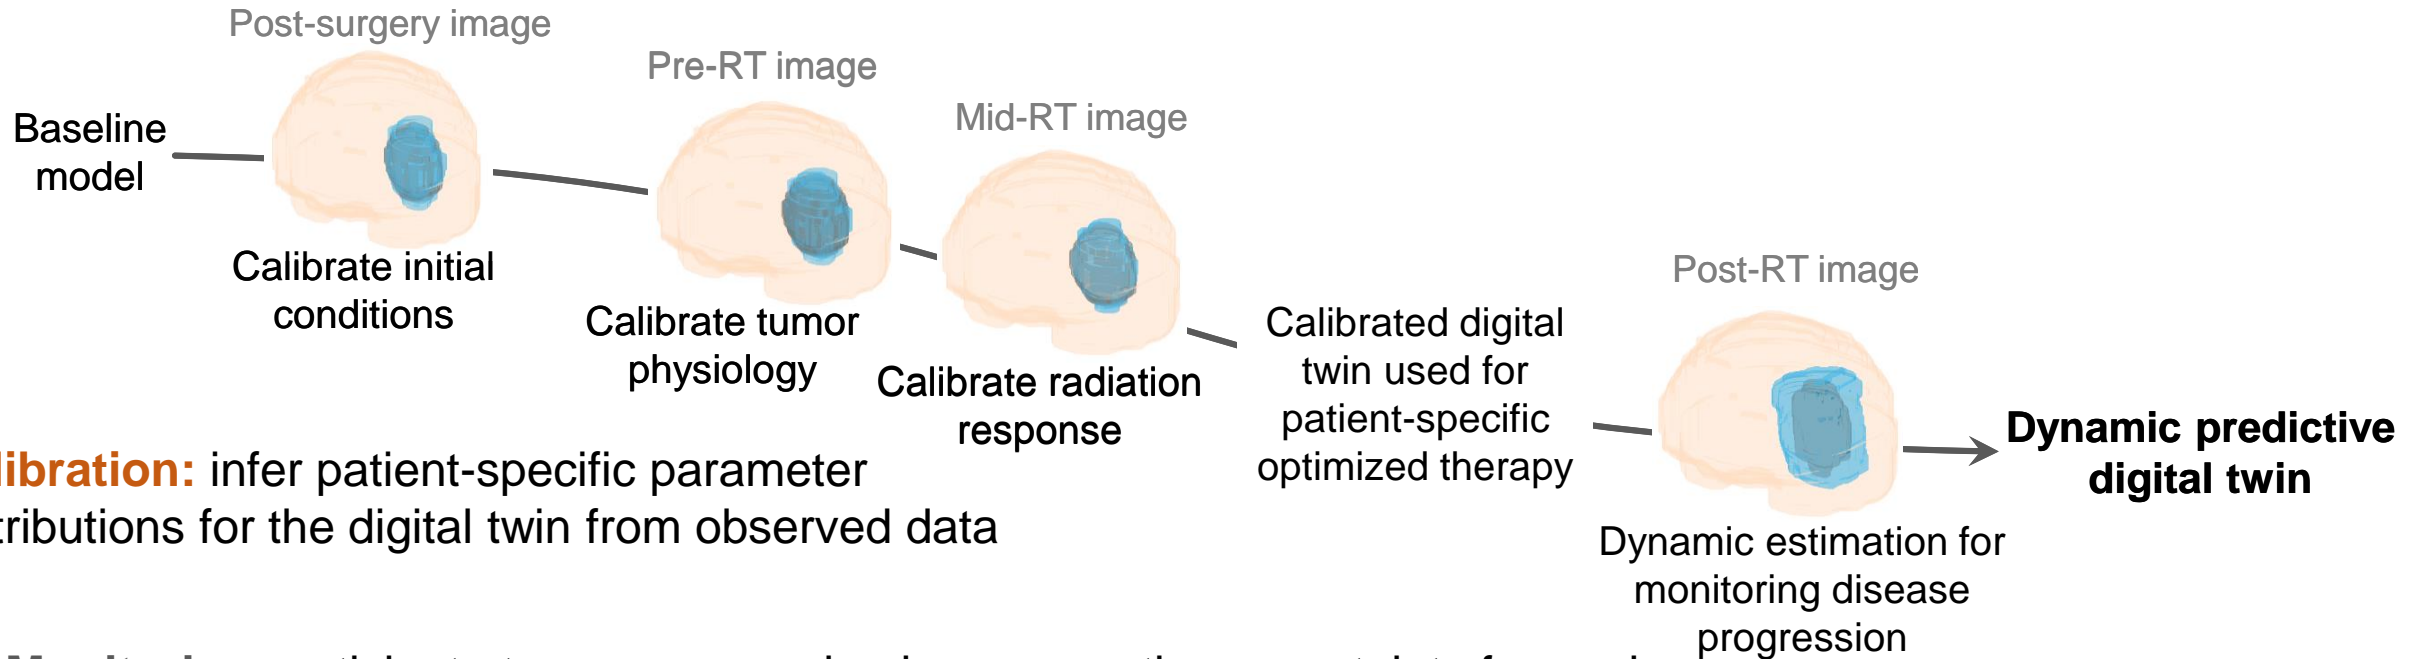 Post-surgery image
Pre-RT image
Mid-RT image
Baseline
model
Calibrate initial
conditions
Calibrate tumor
physiology
Calibrate radiation
response
Calibrated digital
twin used for
patient-specific
optimized therapy
Post-RT image
Dynamic predictive
digital twin
Dynamic estimation for
monitoring disease
progression
libration: infer patient-specific parameter
tributions for the digital twin from observed data